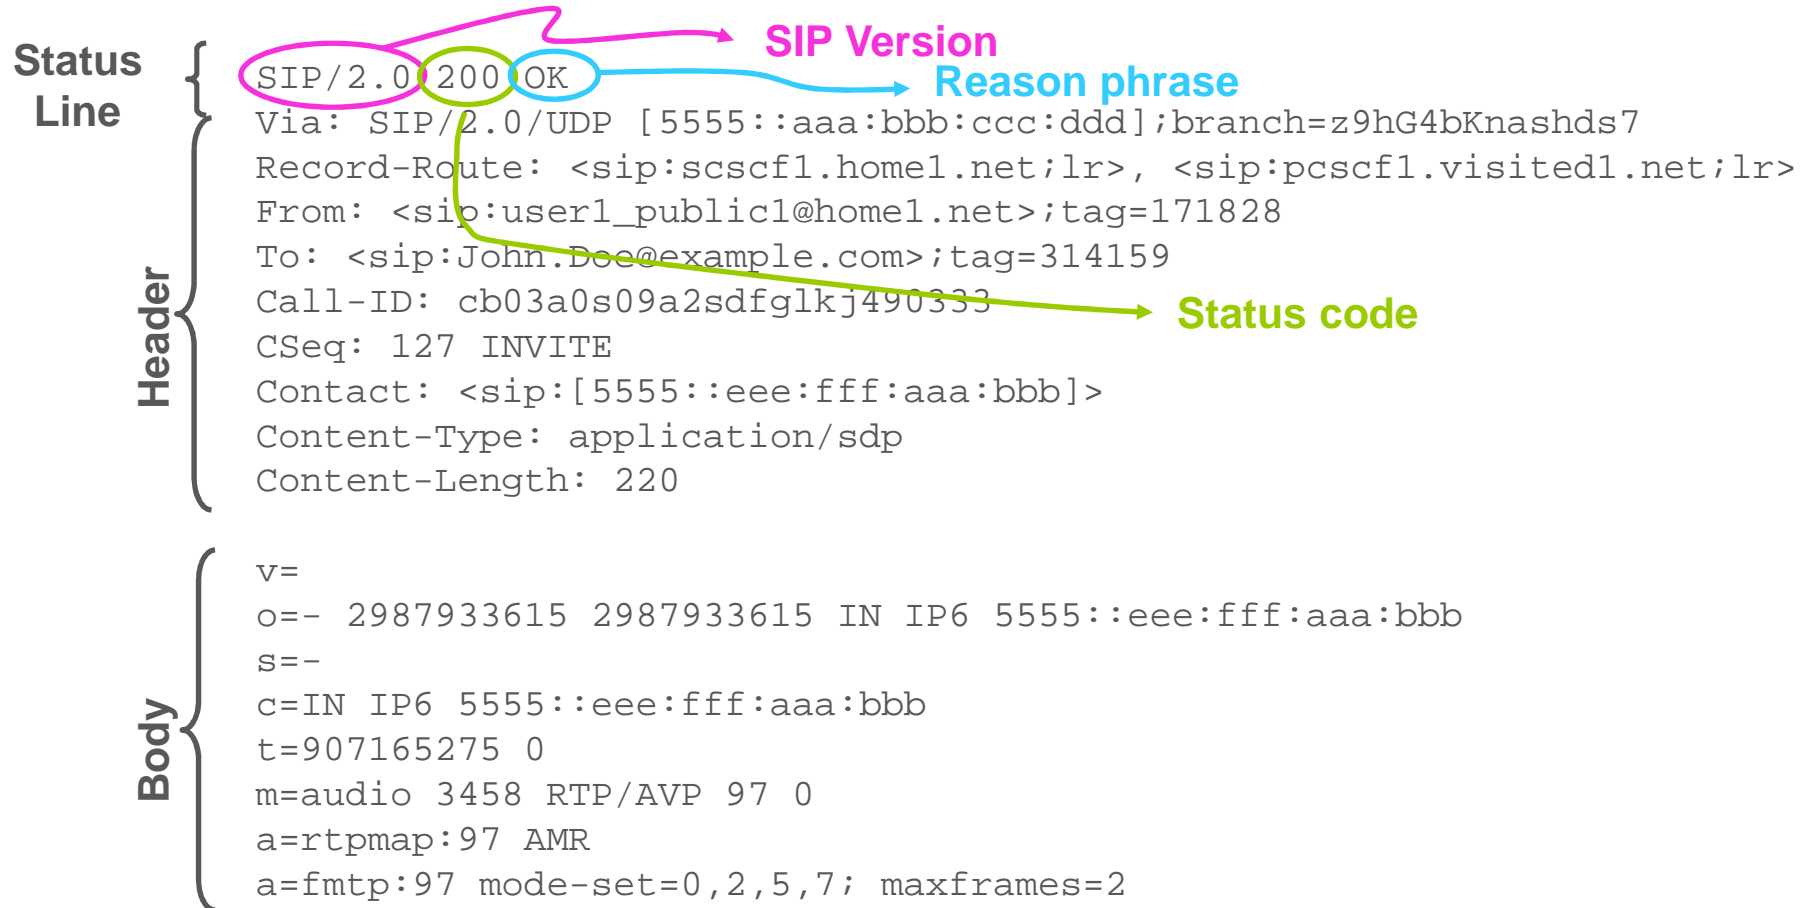 SIP Version
Status Line
SIP/2.0 200 OK
Reason phrase
Via: SIP/2.0/UDP [5555::aaa:bbb:ccc:ddd];branch=z9hG4bKnashds7
Record-Route: <sip:scscf1.home1.net;lr>, <sip:pcscf1.visited1.net;lr>
From: <sip:user1_public1@home1.net>;tag=171828
To: <sip:John.Doe@example.com>;tag=314159
Header
Call-ID: cb03a0s09a2sdfglkj490333
Status code
CSeq: 127 INVITE
Contact: <sip:[5555::eee:fff:aaa:bbb]>
Content-Type: application/sdp
Content-Length: 220
v=
o=- 2987933615 2987933615 IN IP6 5555::eee:fff:aaa:bbb
s=-
c=IN IP6 5555::eee:fff:aaa:bbb
Body
t=907165275 0
m=audio 3458 RTP/AVP 97 0
a=rtpmap:97 AMR
a=fmtp:97 mode-set=0,2,5,7; maxframes=2